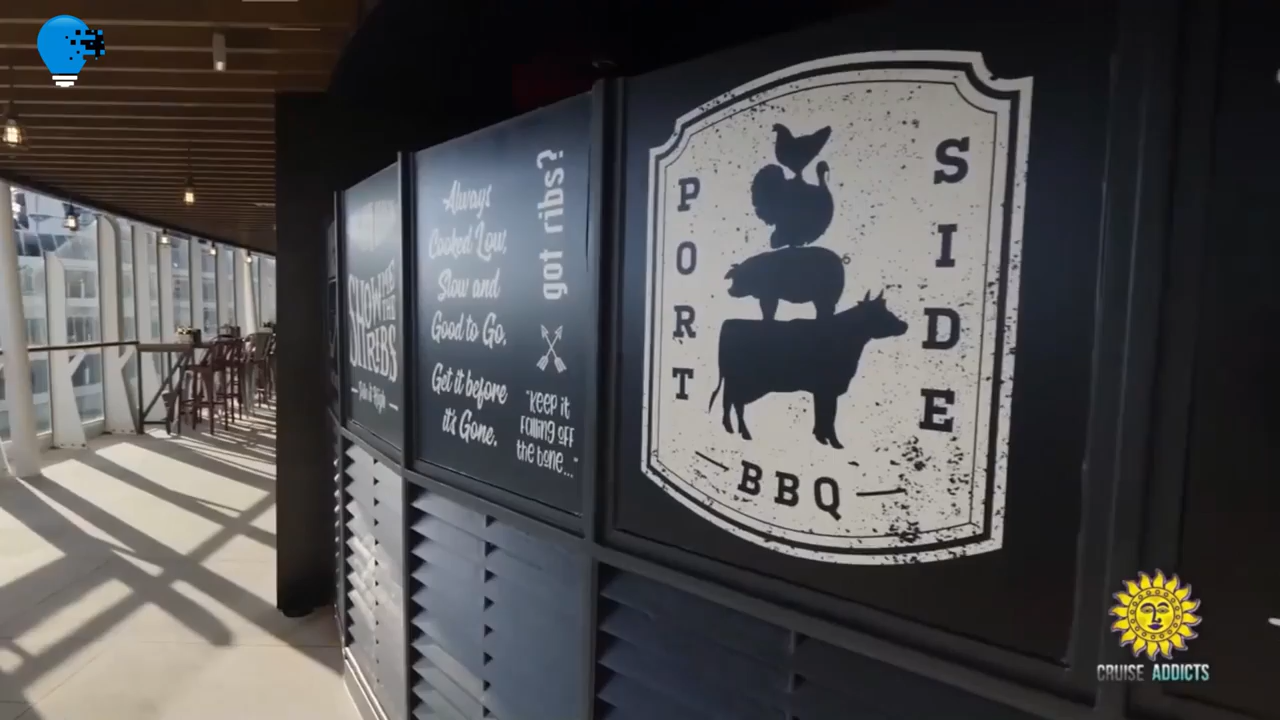 SHOW ME
THE
RIBS
Always
Cooked Low,
Slow and
Good to Go.
Get it before
it's Gone.
got ribs?
"Keep it
Falling off
the bone..."
PORT
SIDE
BBQ
CRUISE ADDICTS